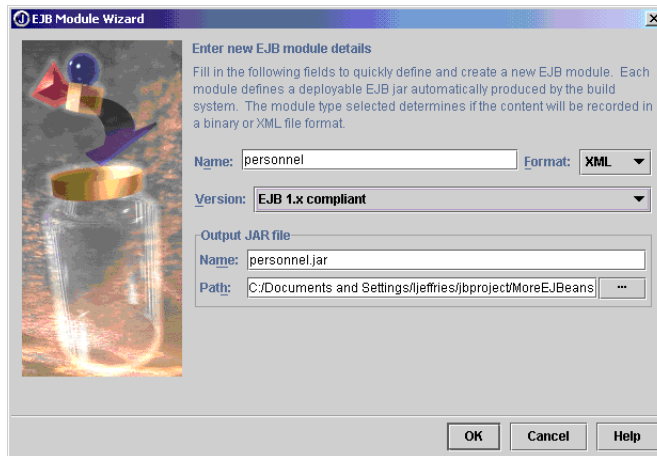 EJB Module Wizard
Enter new EJB module details
Fill in the following fields to quickly define and create a new EJB module. Each
module defines a deployable EJB jar automatically produced by the build
system. The module type selected determines if the content will be recorded in
a binary or XML file format.
Name: personnel Format: XML
Version: EJB 1.x compliant
Output JAR file
Name: personnel.jar
Path: C:/Documents and Settings/ljeffries/jbproject/MoreEJBeans ...
OK Cancel Help